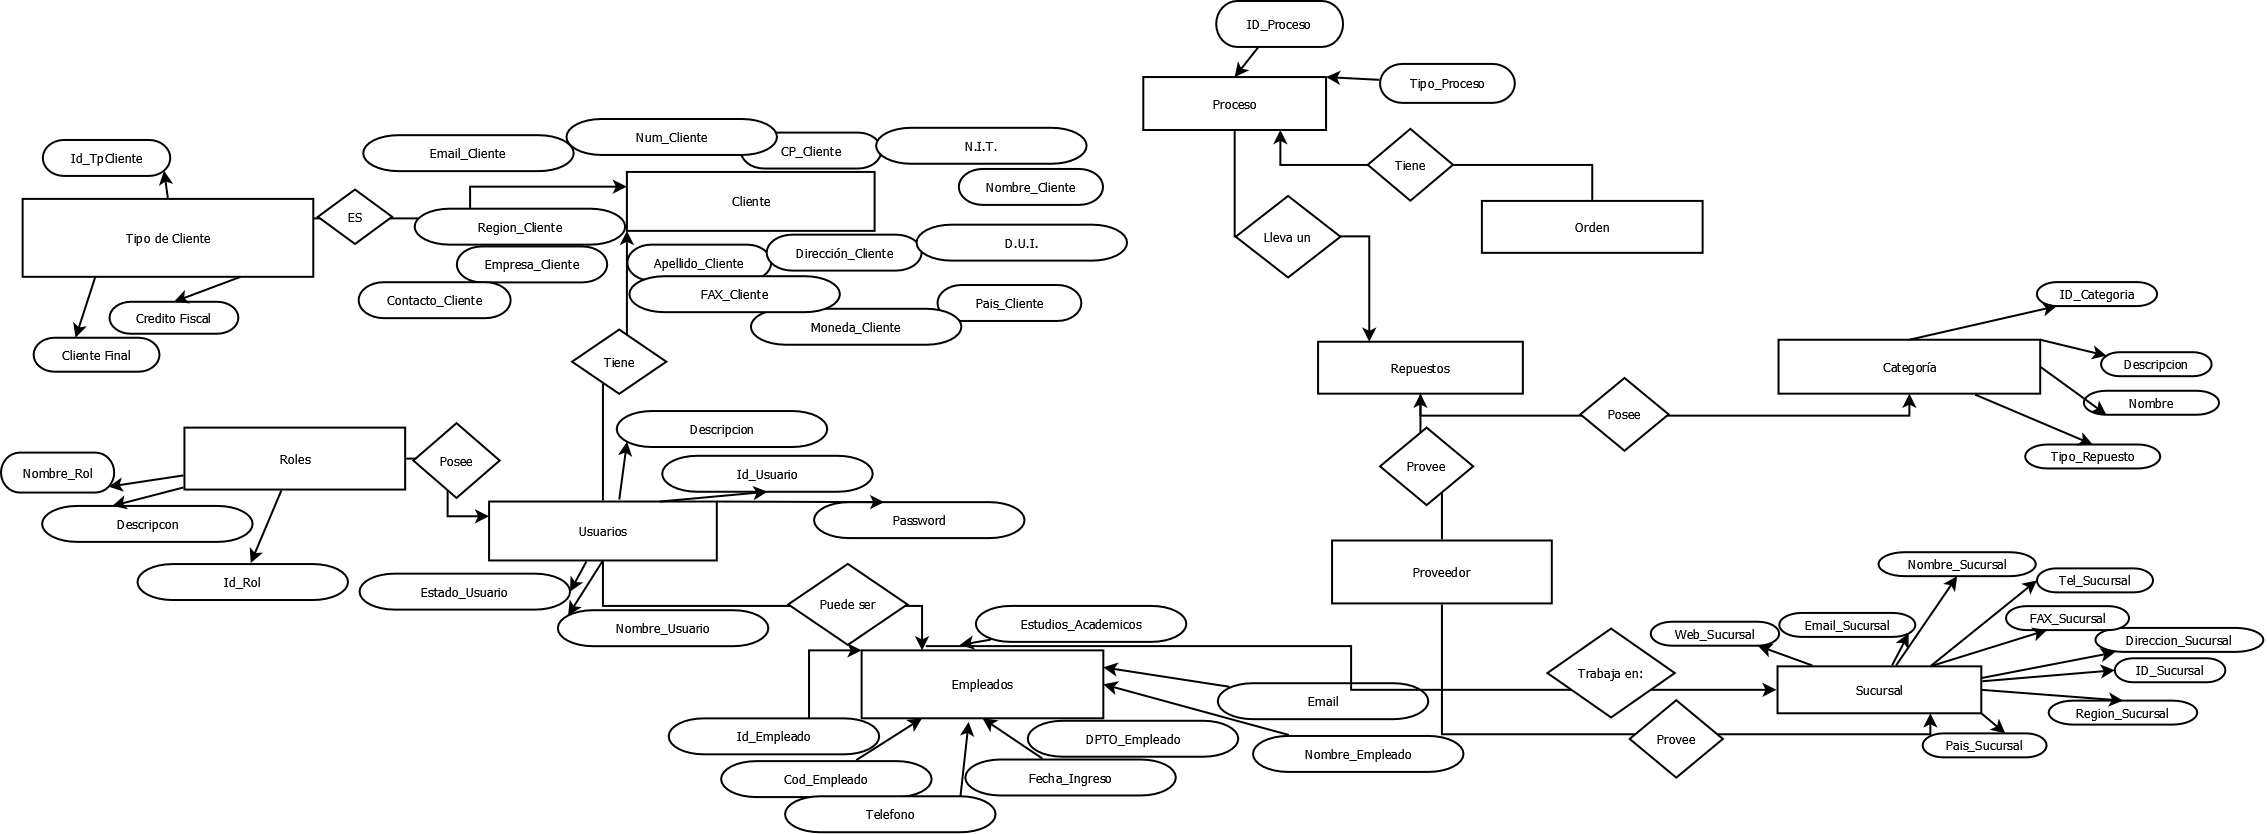 ID_Proceso
Tipo_Proceso
Proceso
Num_Cliente
Email_Cliente
CP_Cliente
N.I.T.
Id_TpCliente
Tiene
Nombre_Cliente
Cliente
ES
Region_Cliente
Orden
Tipo de Cliente
Lleva un
D.U.I.
Dirección_Cliente
Apellido_Cliente
Empresa_Cliente
FAX_Cliente
ID_Categoria
Contacto_Cliente
Pais_Cliente
Credito Fiscal
Moneda_Cliente
Cliente Final
Tiene
Repuestos
Categoría
Descripcion
Nombre
Posee
Descripcion
Roles
Posee
Provee
Tipo_Repuesto
Nombre_Rol
Id_Usuario
Descripcon
Password
Usuarios
Nombre_Sucursal
Proveedor
Id_Rol
Tel_Sucursal
Estado_Usuario
Puede ser
FAX_Sucursal
Estudios_Academicos
Email_Sucursal
Nombre_Usuario
Web_Sucursal
Direccion_Sucursal
Trabaja en:
ID_Sucursal
Empleados
Sucursal
Email
Region_Sucursal
Id_Empleado
DPTO_Empleado
Provee
Pais_Sucursal
Nombre_Empleado
Cod_Empleado
Fecha_Ingreso
Telefono